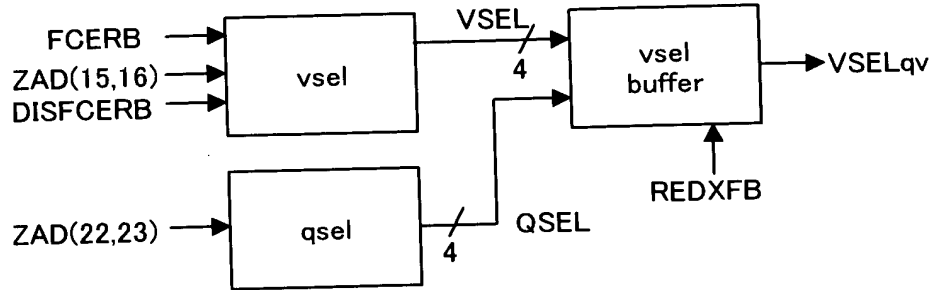 FCERB
ZAD(15,16)
DISFCERB
vsel
VSEL
4
vsel
buffer
VSELqv
REDXFB
ZAD(22,23)
qsel
4
QSEL